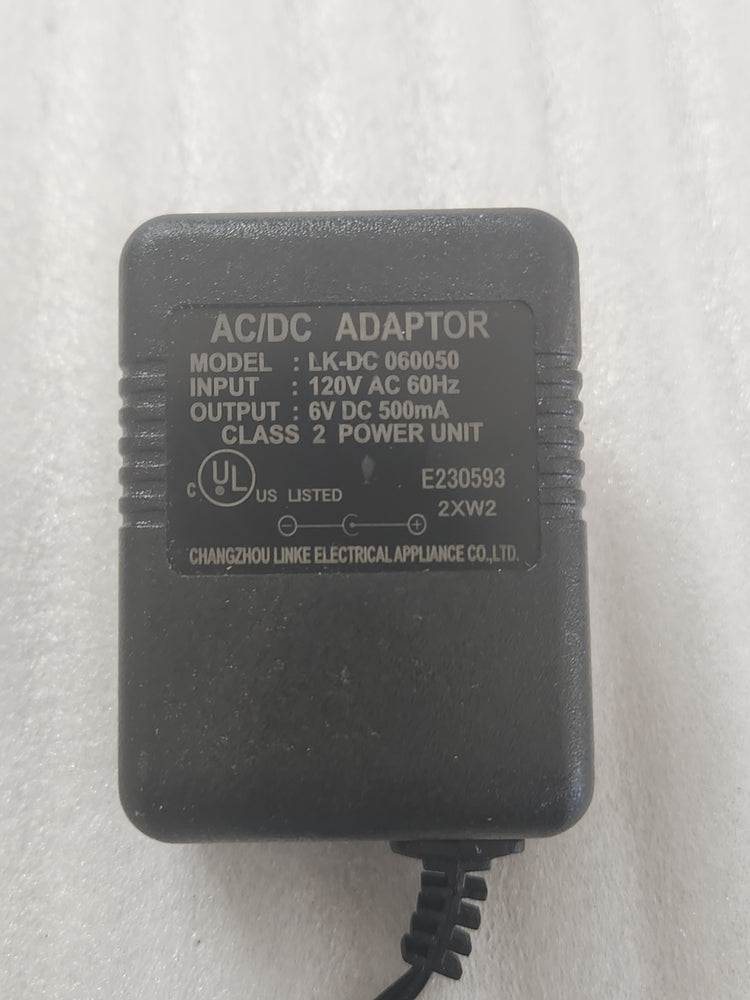 AC/DC ADAPTOR
MODEL : LK-DC 060050
INPUT : 120V AC 60Hz
OUTPUT : 6V DC 500mA
CLASS 2 POWER UNIT
C UL US LISTED E230593
2XW2
CHANGZHOU LINKE ELECTRICAL APPLIANCE CO.,LTD.